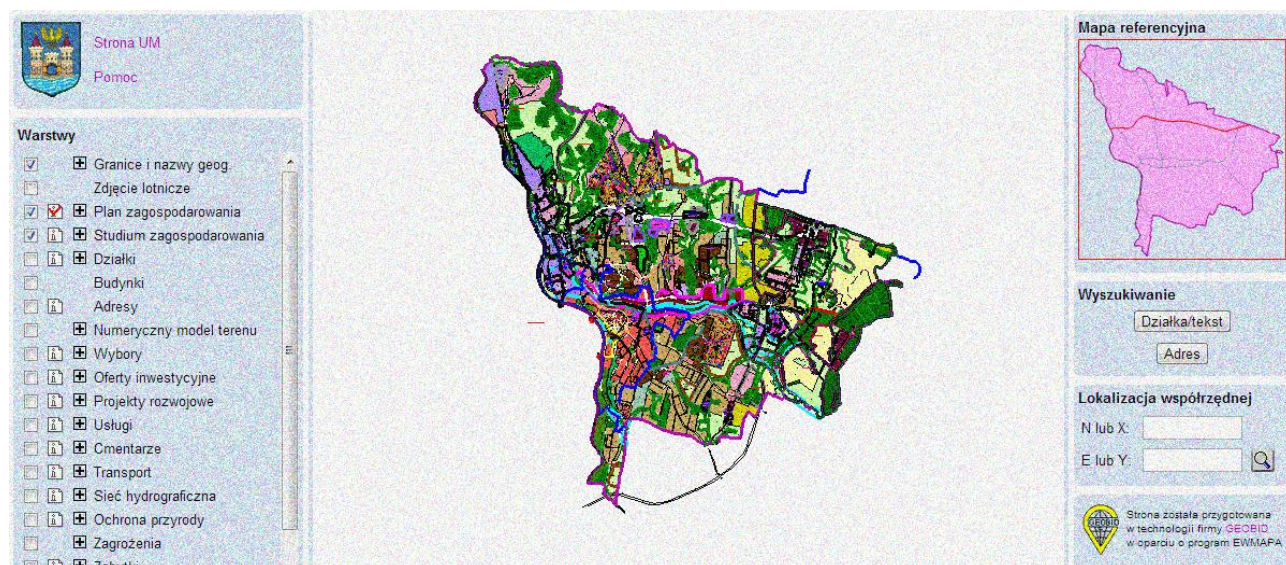 Strona UM
Pomoc
Warstwy
Granice i nazwy geog.
Zdjęcie lotnicze
Plan zagospodarowania
Studium zagospodarowania
Działki
Budynki
Adresy
Numeryczny model terenu
Wybory
Oferty inwestycyjne
Projekty rozwojowe
Usługi
Cmentarze
Transport
Sieć hydrograficzna
Ochrona przyrody
Zagrożenia
Zabytki
Mapa referencyjna
Wyszukiwanie
Działka/tekst
Adres
Lokalizacja współrzędnej
N lub X:
E lub Y:
GEOBID
Strona została przygotowana
w technologii firmy GEOBID
w oparciu o program EWMAPA